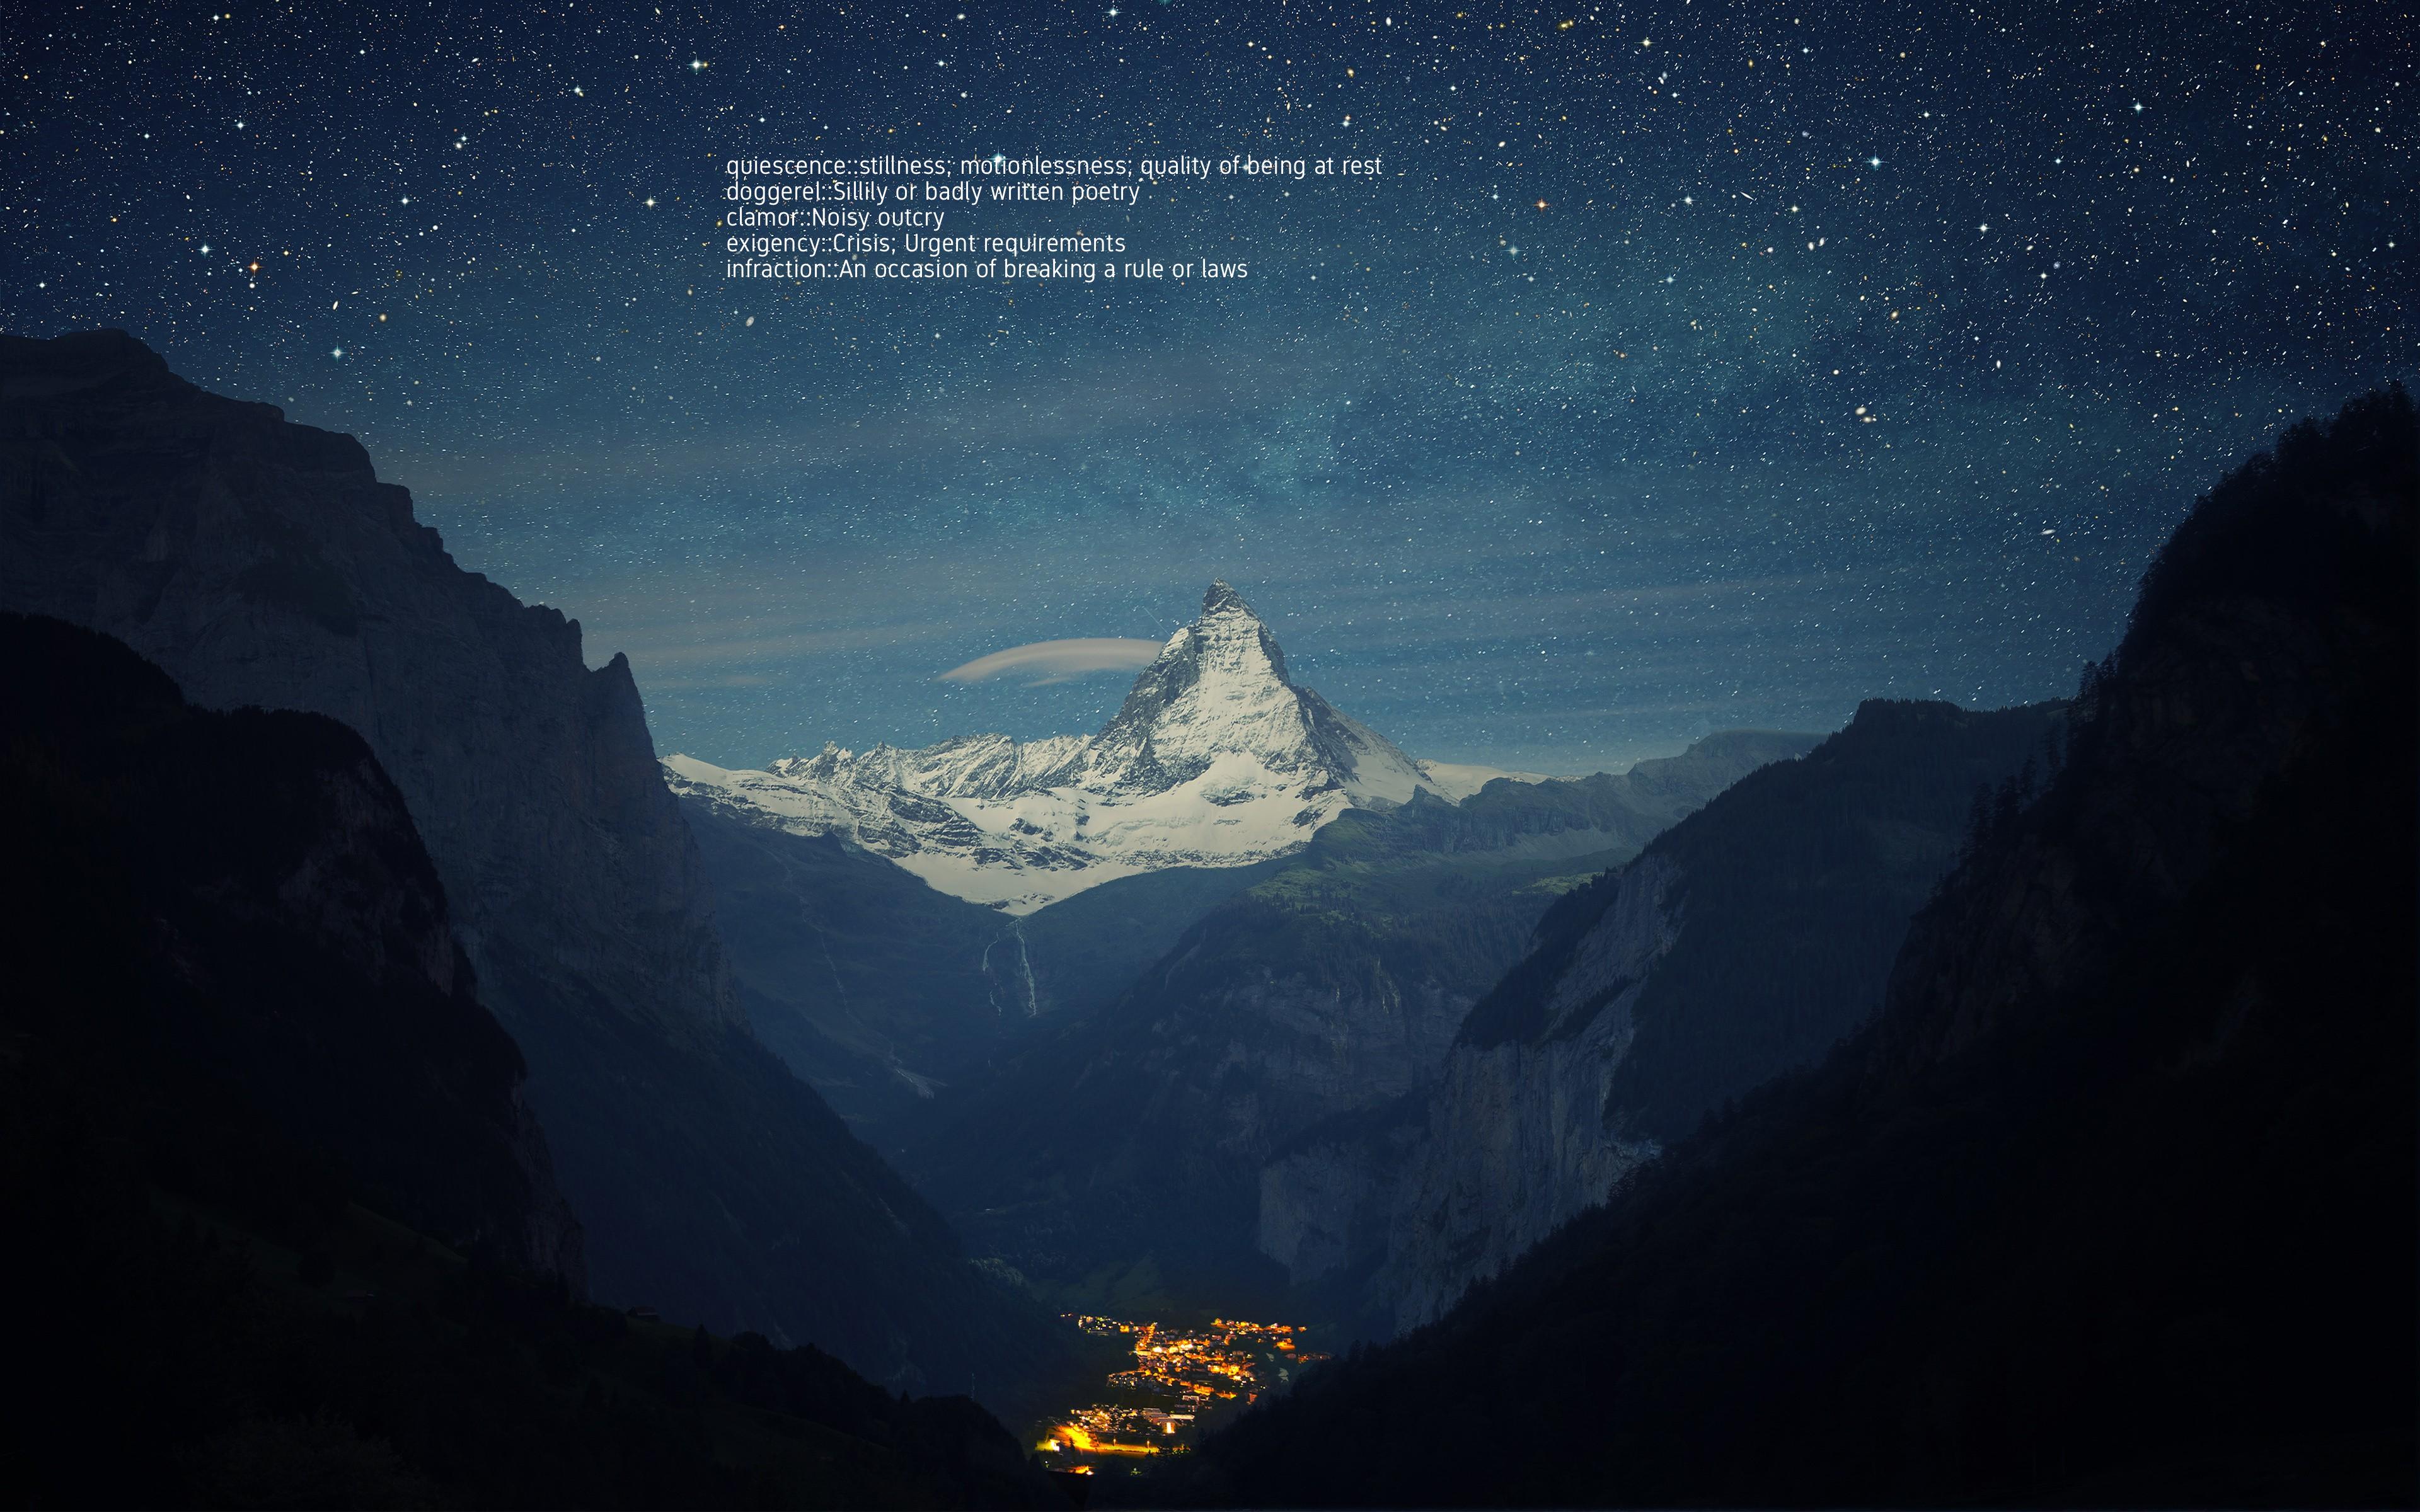 quiescence::stillness; motionlessness; quality of being at rest
doggerel::Sillily or badly written poetry
clamor::Noisy outcry
exigency::Crisis; Urgent requirements
infraction::An occasion of breaking a rule or laws